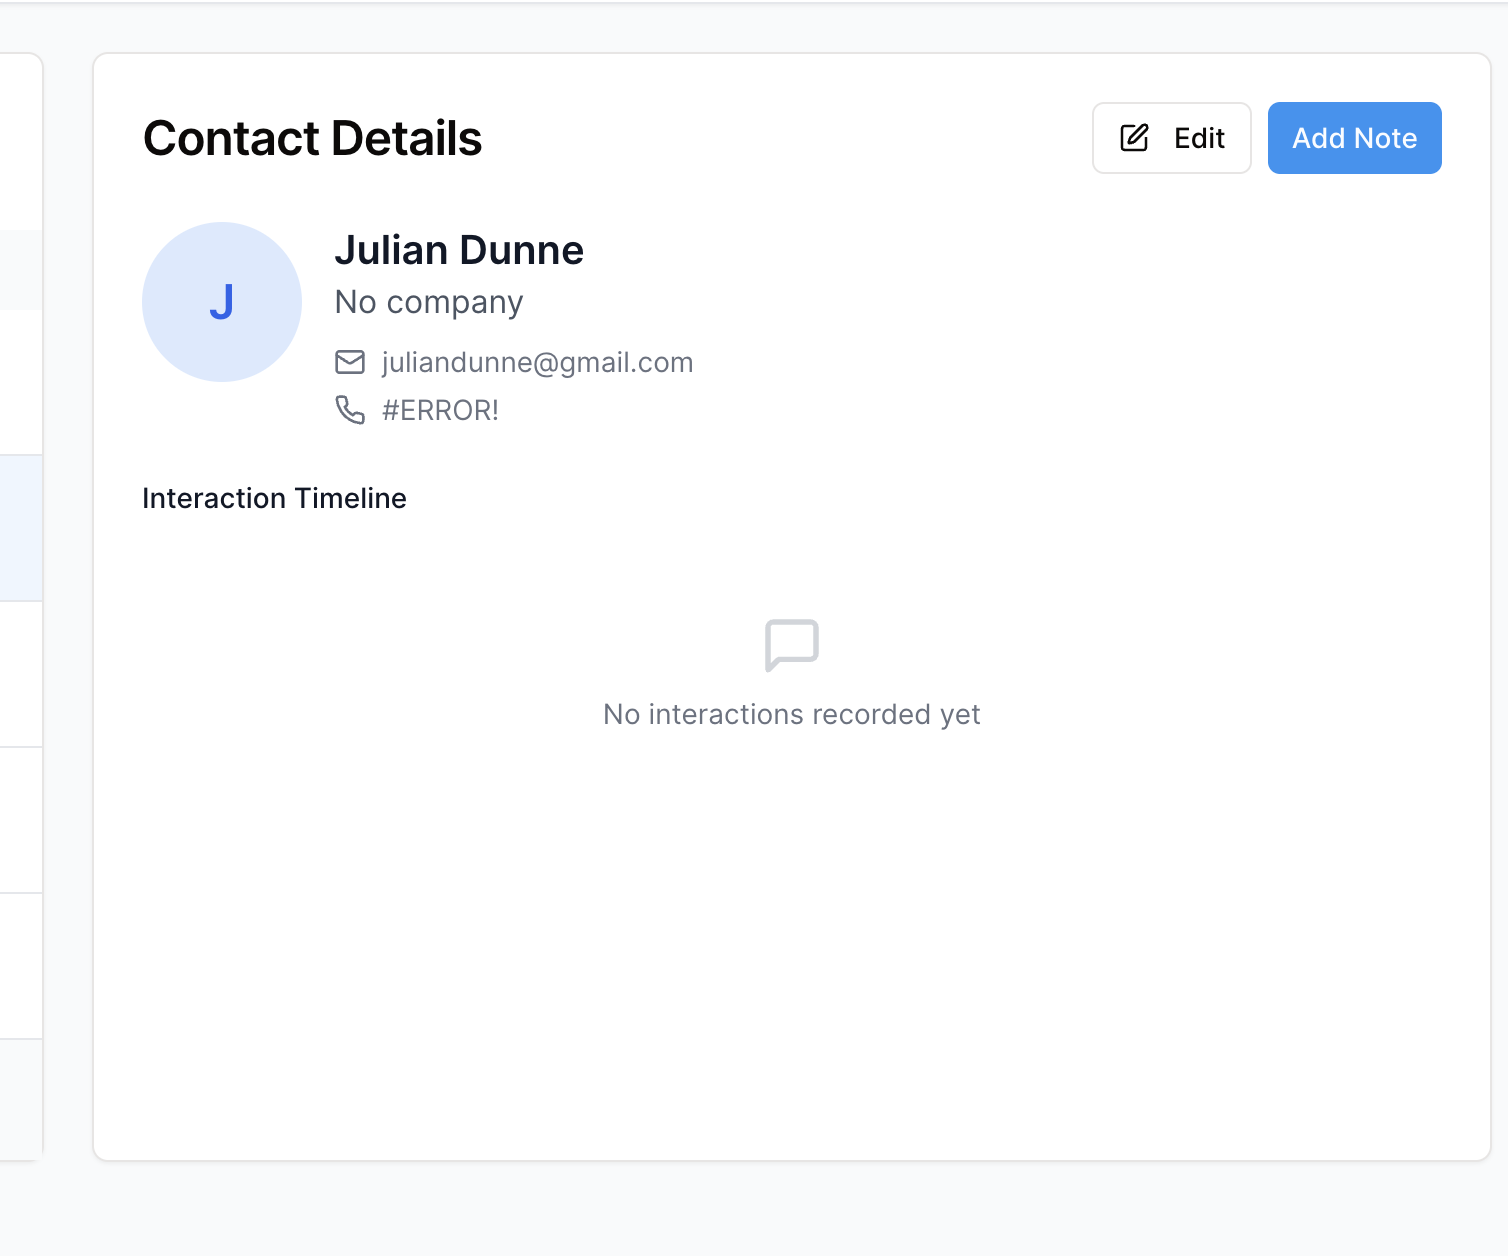 Contact Details
Edit
Add Note
J
Julian Dunne
No company
juliandunne@gmail.com
#ERROR!
Interaction Timeline
No interactions recorded yet